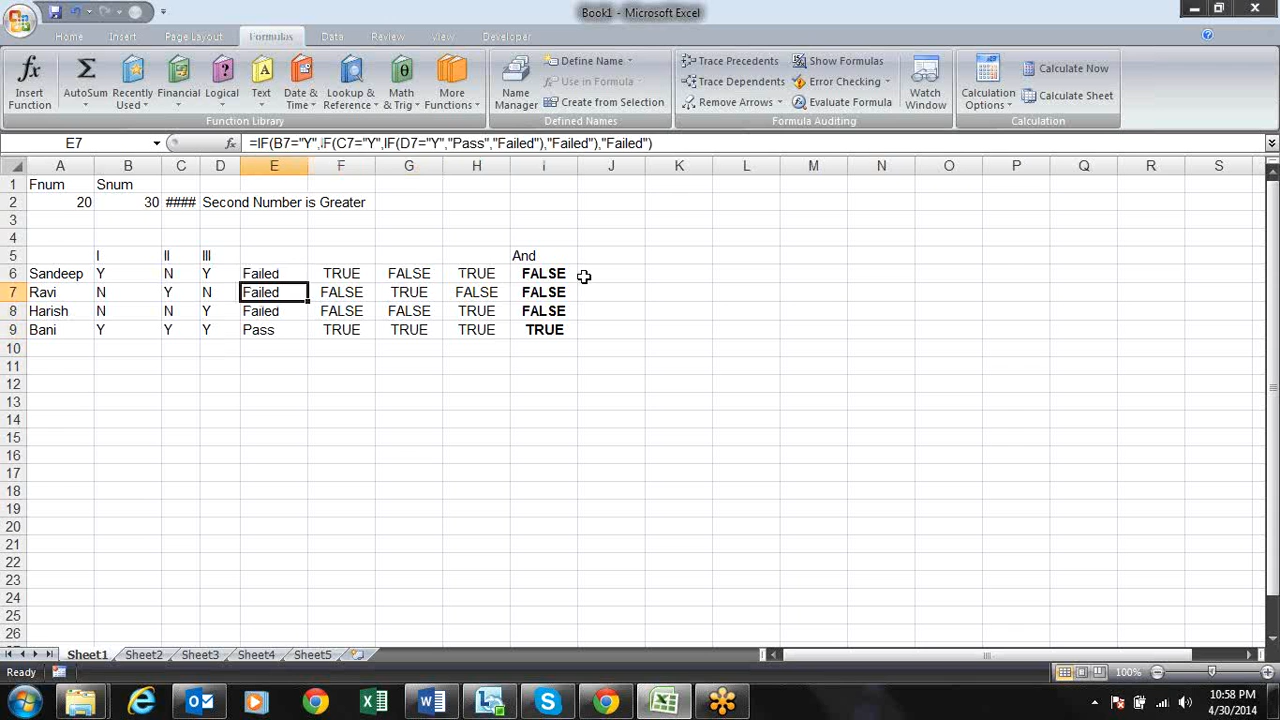 Book1 - Microsoft Excel
Home Insert Page Layout Formulas Data Review View Developer
Insert Function
AutoSum
Recently Used
Financial
Logical
Text
Date & Time
Lookup & Reference
Math & Trig
More Functions
Function Library
Name Manager
Define Name
Use in Formula
Create from Selection
Defined Names
Trace Precedents
Trace Dependents
Remove Arrows
Show Formulas
Error Checking
Evaluate Formula
Formula Auditing
Watch Window
Calculation Options
Calculate Now
Calculate Sheet
Calculation
E7 fx =IF(B7="Y",IF(C7="Y",IF(D7="Y","Pass","Failed"),"Failed"),"Failed")
A B C D E F G H i J K L M N O P Q R S
1 Fnum Snum
2 20 30 #### Second Number is Greater
3
4
5 I II III And
6 Sandeep Y N Y Failed TRUE FALSE TRUE FALSE
7 Ravi N Y N Failed FALSE TRUE FALSE FALSE
8 Harish N N Y Failed FALSE FALSE TRUE FALSE
9 Bani Y Y Y Pass TRUE TRUE TRUE TRUE
10
11
12
13
14
15
16
17
18
19
20
21
22
23
24
25
26
Sheet1 Sheet2 Sheet3 Sheet4 Sheet5
Ready 100%
10:58 PM
4/30/2014